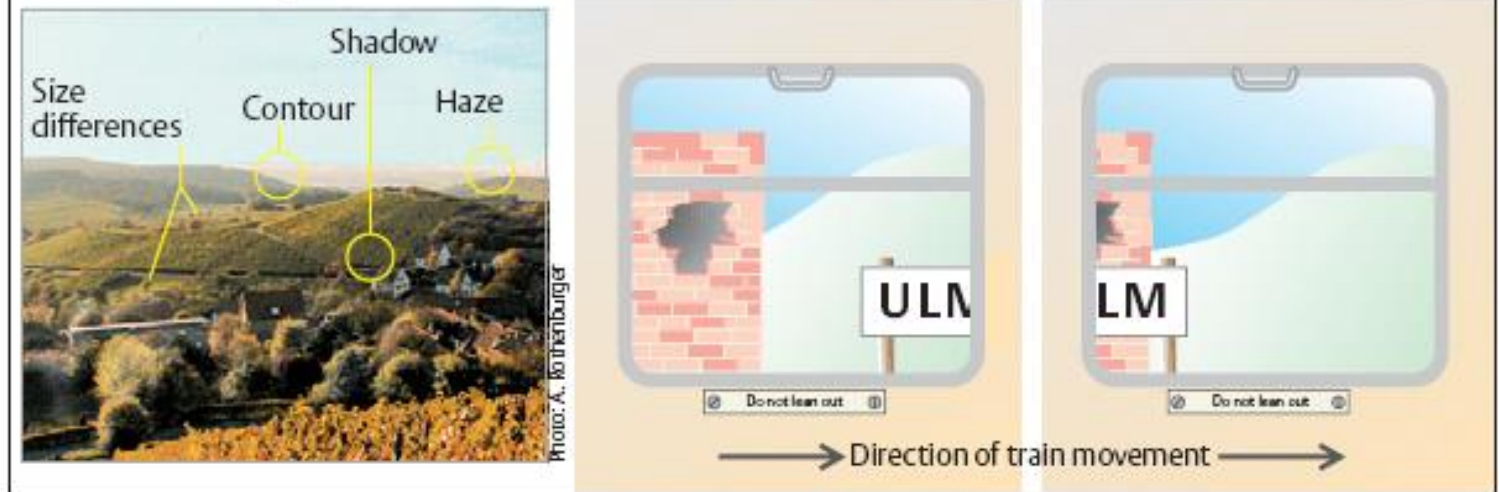 Shadow
Size
differences
Contour
Haze
Photo: A. Rothenburger
ULM
LM
Do not lean out
Do not lean out
Direction of train movement